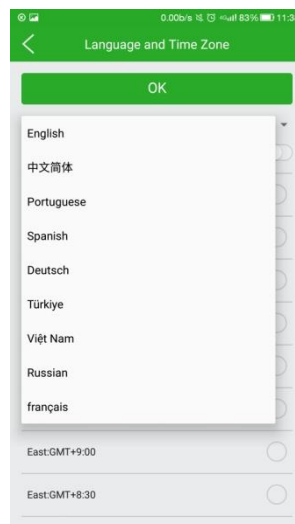 0.00b/s 4G 83% 11:3
Language and Time Zone
OK
English
中文简体
Portuguese
Spanish
Deutsch
Türkiye
Việt Nam
Russian
français
East:GMT+9:00
East:GMT+8:30